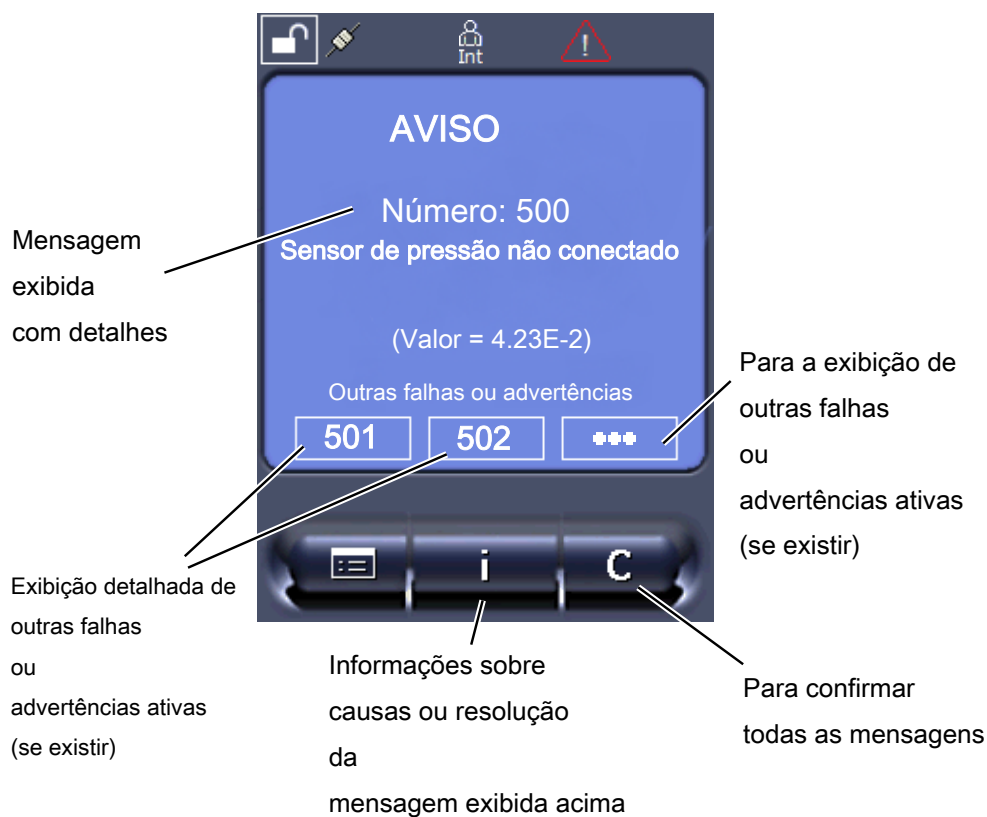 Int
!
AVISO
Número: 500
Sensor de pressão não conectado
(Valor = 4.23E-2)
Outras falhas ou advertências
501 502 •••
i C
Mensagem
exibida
com detalhes
Para a exibição de
outras falhas
ou
advertências ativas
(se existir)
Exibição detalhada de
outras falhas
ou
advertências ativas
(se existir)
Informações sobre
causas ou resolução
da
mensagem exibida acima
Para confirmar
todas as mensagens